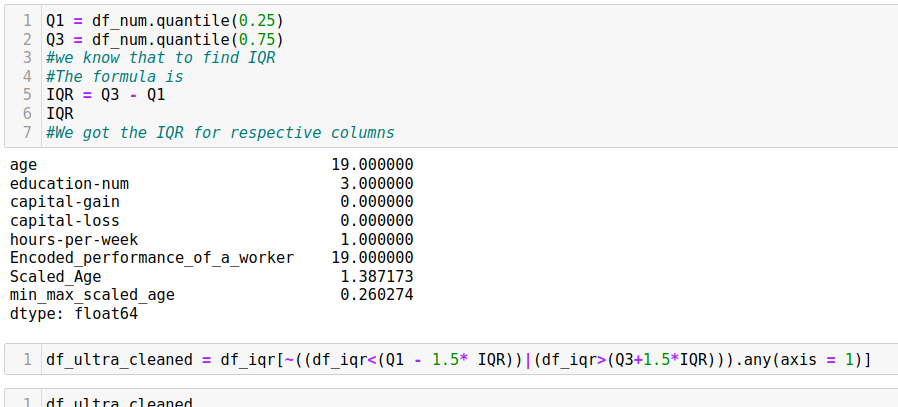 1 Q1 = df_num.quantile(0.25)
2 Q3 = df_num.quantile(0.75)
3 #we know that to find IQR
4 #The formula is
5 IQR = Q3 - Q1
6 IQR
7 #We got the IQR for respective columns
age 19.000000
education-num 3.000000
capital-gain 0.000000
capital-loss 0.000000
hours-per-week 1.000000
Encoded_performance_of_a_worker 19.000000
Scaled_Age 1.387173
min_max_scaled_age 0.260274
dtype: float64
1 df_ultra_cleaned = df_iqr[~((df_iqr<(Q1 - 1.5* IQR))|(df_iqr>(Q3+1.5*IQR))).any(axis = 1)]
1 df_ultra_cleaned